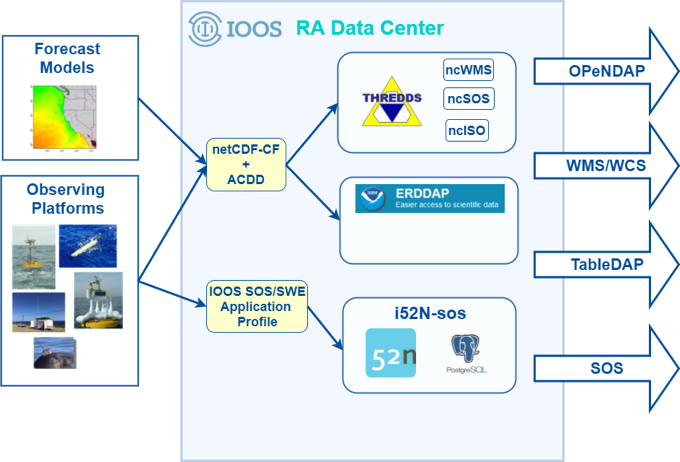 Forecast
Models
Observing
Platforms
IOOS
RA Data Center
netCDF-CF
+
ACDD
IOOS SOS/SWE
Application
Profile
THREDDS
ncWMS
ncSOS
ncISO
ERDDAP
Easier access to scientific data
i52N-sos
52n
PostgreSQL
OPeNDAP
WMS/WCS
TableDAP
SOS